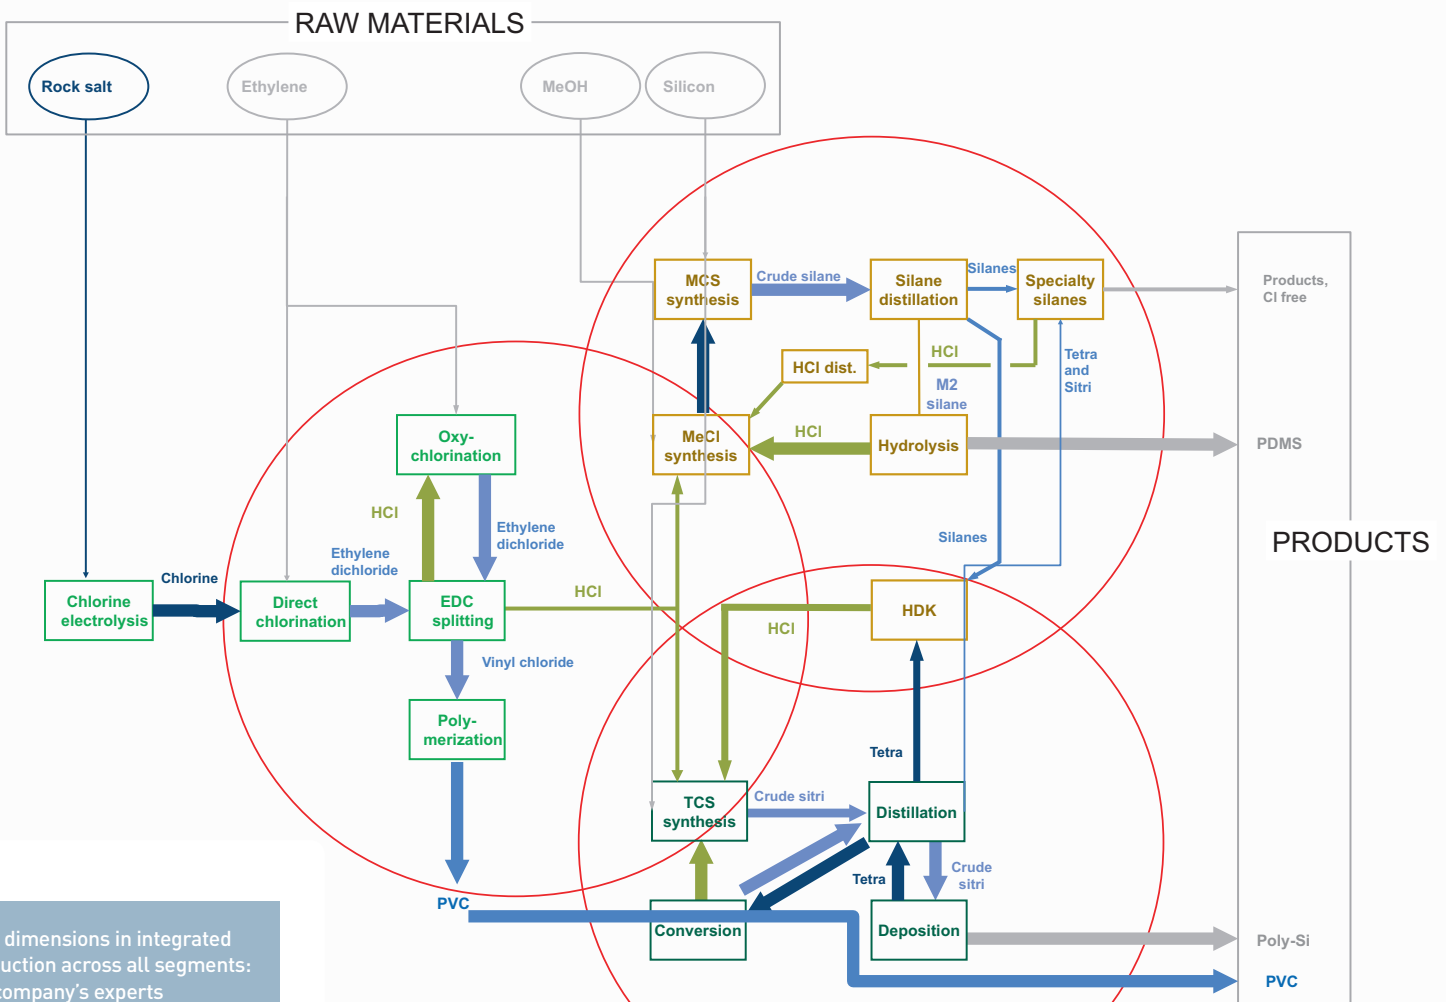 RAW MATERIALS
Rock salt
Ethylene
MeOH
Silicon
MCS
synthesis
Crude silane
Silane
distillation
Silanes
Specialty
silanes
Products,
Cl free
HCl dist.
HCl
M2
silane
Tetra
and
Sitri
Oxy-
chlorination
MeCl
synthesis
HCl
Hydrolysis
PDMS
HCl
Ethylene
dichloride
Silanes
PRODUCTS
Chlorine
electrolysis
Chlorine
Direct
chlorination
Ethylene
dichloride
EDC
splitting
HCl
HCl
HDK
Vinyl chloride
Poly-
merization
Tetra
TCS
synthesis
Crude sitri
Distillation
Tetra
Crude
sitri
PVC
Conversion
Deposition
Poly-Si
PVC
dimensions in integrated
uction across all segments:
company's experts